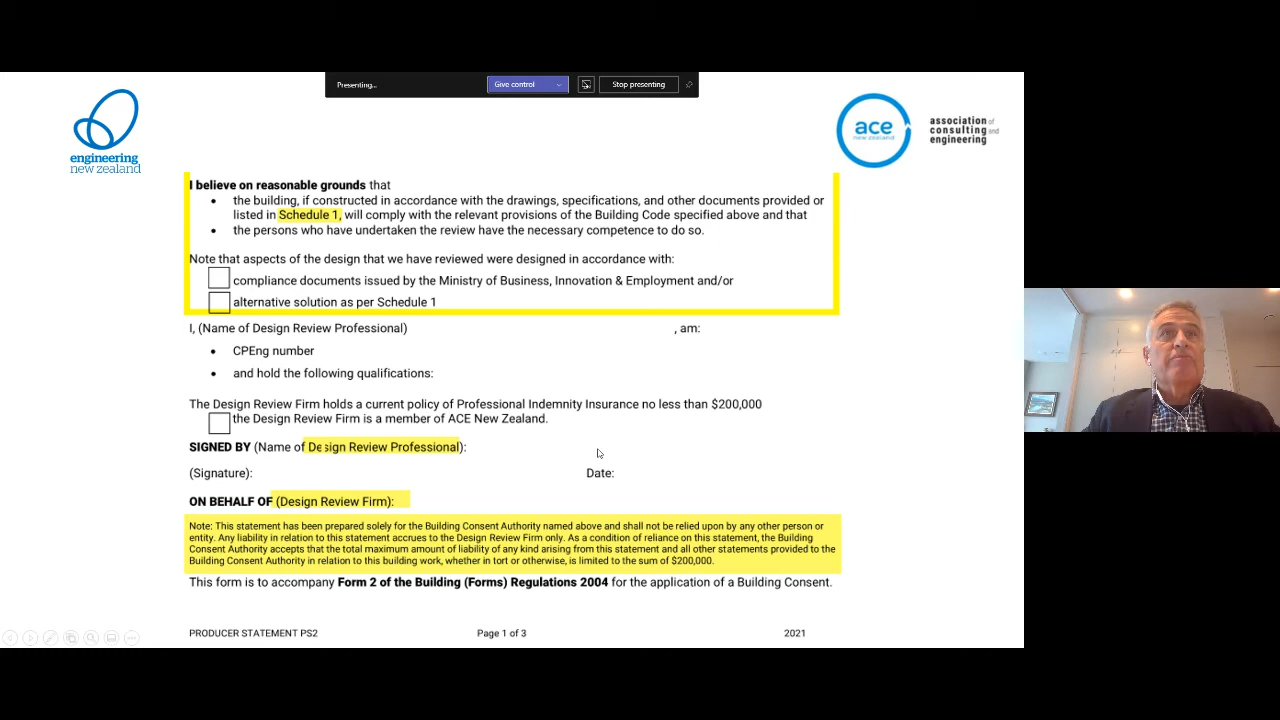 Presenting...
Give control
Stop presenting
engineering
new zealand
ace
new zealand
association of
consulting and
engineering
I believe on reasonable grounds that
• the building, if constructed in accordance with the drawings, specifications, and other documents provided or
listed in Schedule 1, will comply with the relevant provisions of the Building Code specified above and that
• the persons who have undertaken the review have the necessary competence to do so.
Note that aspects of the design that we have reviewed were designed in accordance with:
compliance documents issued by the Ministry of Business, Innovation & Employment and/or
alternative solution as per Schedule 1
I, (Name of Design Review Professional) , am:
• CPEng number
• and hold the following qualifications:
The Design Review Firm holds a current policy of Professional Indemnity Insurance no less than $200,000
the Design Review Firm is a member of ACE New Zealand.
SIGNED BY (Name of Design Review Professional):
(Signature): Date:
ON BEHALF OF (Design Review Firm):
Note: This statement has been prepared solely for the Building Consent Authority named above and shall not be relied upon by any other person or
entity. Any liability in relation to this statement accrues to the Design Review Firm only. As a condition of reliance on this statement, the Building
Consent Authority accepts that the total maximum amount of liability of any kind arising from this statement and all other statements provided to the
Building Consent Authority in relation to this building work, whether in tort or otherwise, is limited to the sum of $200,000.
This form is to accompany Form 2 of the Building (Forms) Regulations 2004 for the application of a Building Consent.
PRODUCER STATEMENT PS2 Page 1 of 3 2021